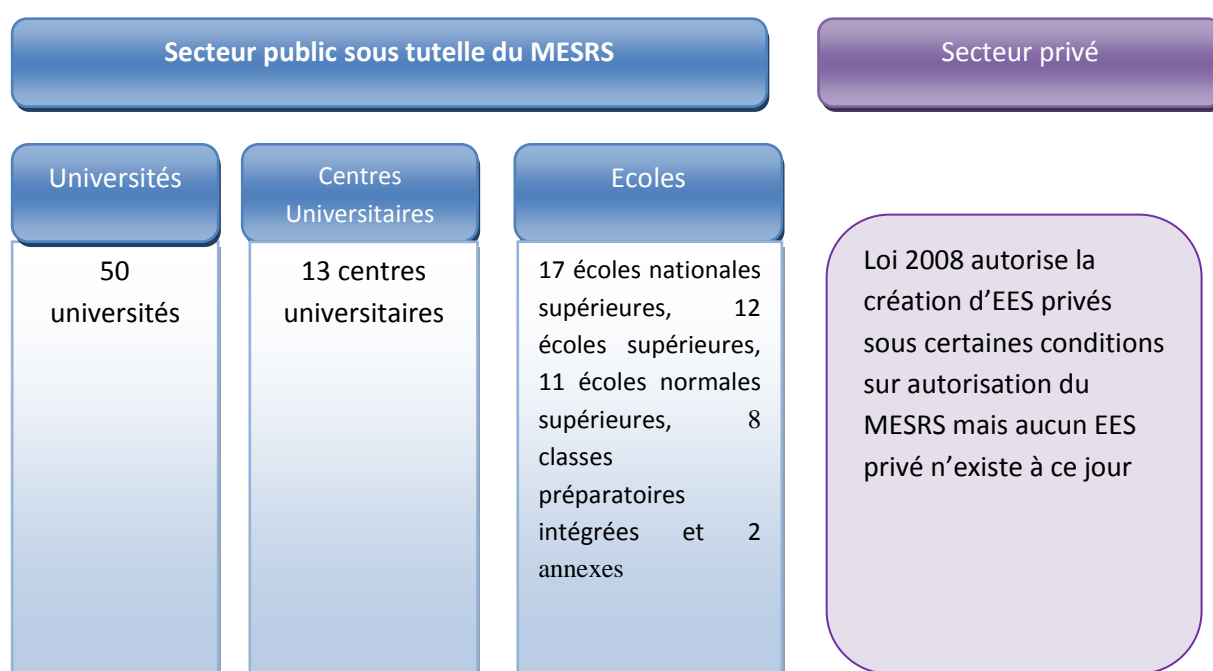 Secteur public sous tutelle du MESRS
Secteur privé
Universités
50
universités
Centres
Universitaires
13 centres
universitaires
Ecoles
17 écoles nationales
supérieures, 12
écoles supérieures,
11 écoles normales
supérieures, 8
classes
préparatoires
intégrées et 2
annexes
Loi 2008 autorise la
création d’EES privés
sous certaines conditions
sur autorisation du
MESRS mais aucun EES
privé n’existe à ce jour